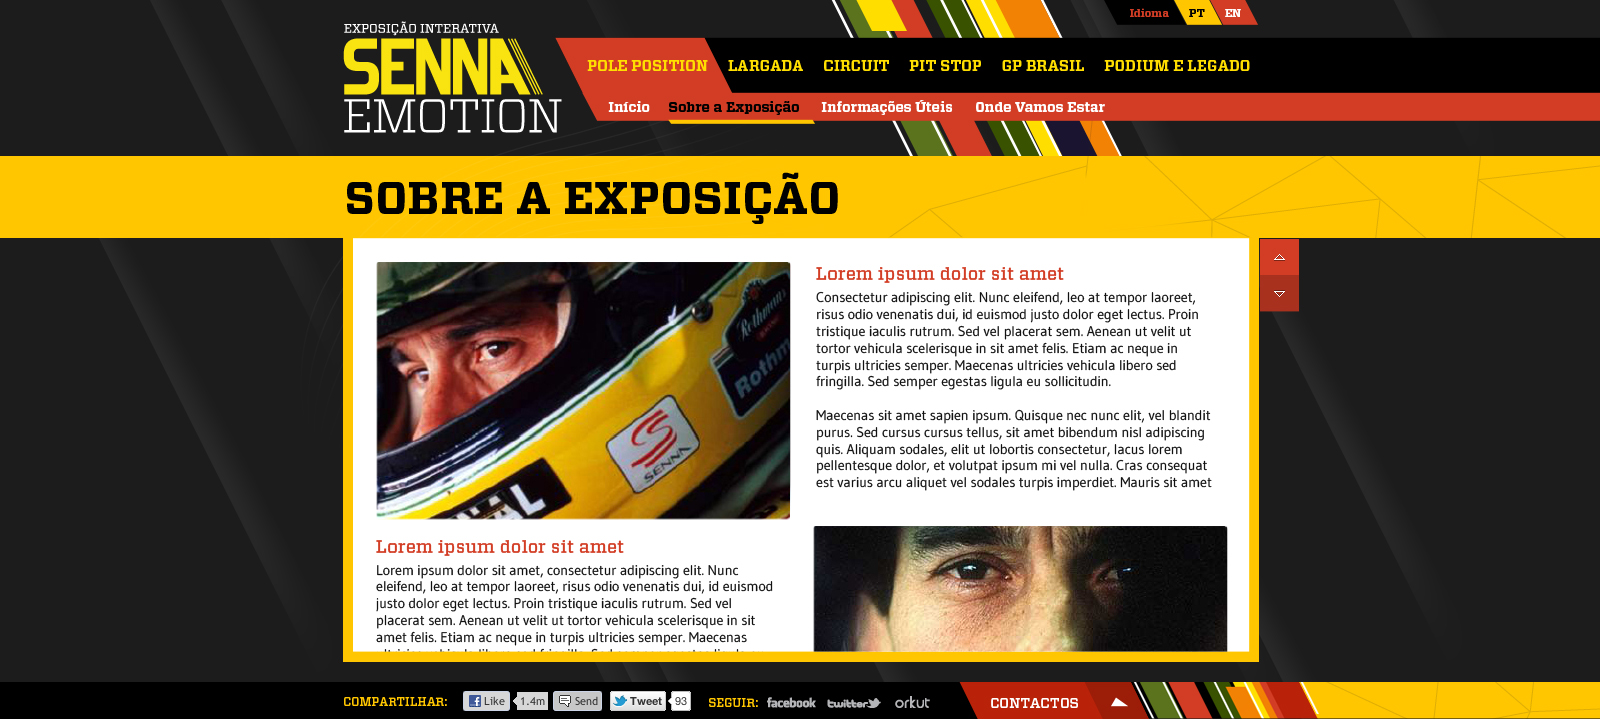 Idioma PT EN
EXPOSIÇÃO INTERATIVA
SENNA
EMOTION
POLE POSITION LARGADA CIRCUIT PIT STOP GP BRASIL PODIUM E LEGADO
Início Sobre a Exposição Informações Úteis Onde Vamos Estar
SOBRE A EXPOSIÇÃO
Rothmans
RACING
Rothm
SENNA
VAL
Lorem ipsum dolor sit amet
Lorem ipsum dolor sit amet, consectetur adipiscing elit. Nunc
eleifend, leo at tempor laoreet, risus odio venenatis dui, id euismod
justo dolor eget lectus. Proin tristique iaculis rutrum. Sed vel
placerat sem. Aenean ut velit ut tortor vehicula scelerisque in sit
amet felis. Etiam ac neque in turpis ultricies semper. Maecenas
Lorem ipsum dolor sit amet
Consectetur adipiscing elit. Nunc eleifend, leo at tempor laoreet,
risus odio venenatis dui, id euismod justo dolor eget lectus. Proin
tristique iaculis rutrum. Sed vel placerat sem. Aenean ut velit ut
tortor vehicula scelerisque in sit amet felis. Etiam ac neque in
turpis ultricies semper. Maecenas ultricies vehicula libero sed
fringilla. Sed semper egestas ligula eu sollicitudin.
Maecenas sit amet sapien ipsum. Quisque nec nunc elit, vel blandit
purus. Sed cursus cursus tellus, sit amet bibendum nisl adipiscing
quis. Aliquam sodales, elit ut lobortis consectetur, lacus lorem
pellentesque dolor, et volutpat ipsum mi vel nulla. Cras consequat
est varius arcu aliquet vel sodales turpis imperdiet. Mauris sit amet
COMPARTILHAR: Like 1.4m Send Tweet 93 SEGUIR: facebook twitter orkut CONTACTOS